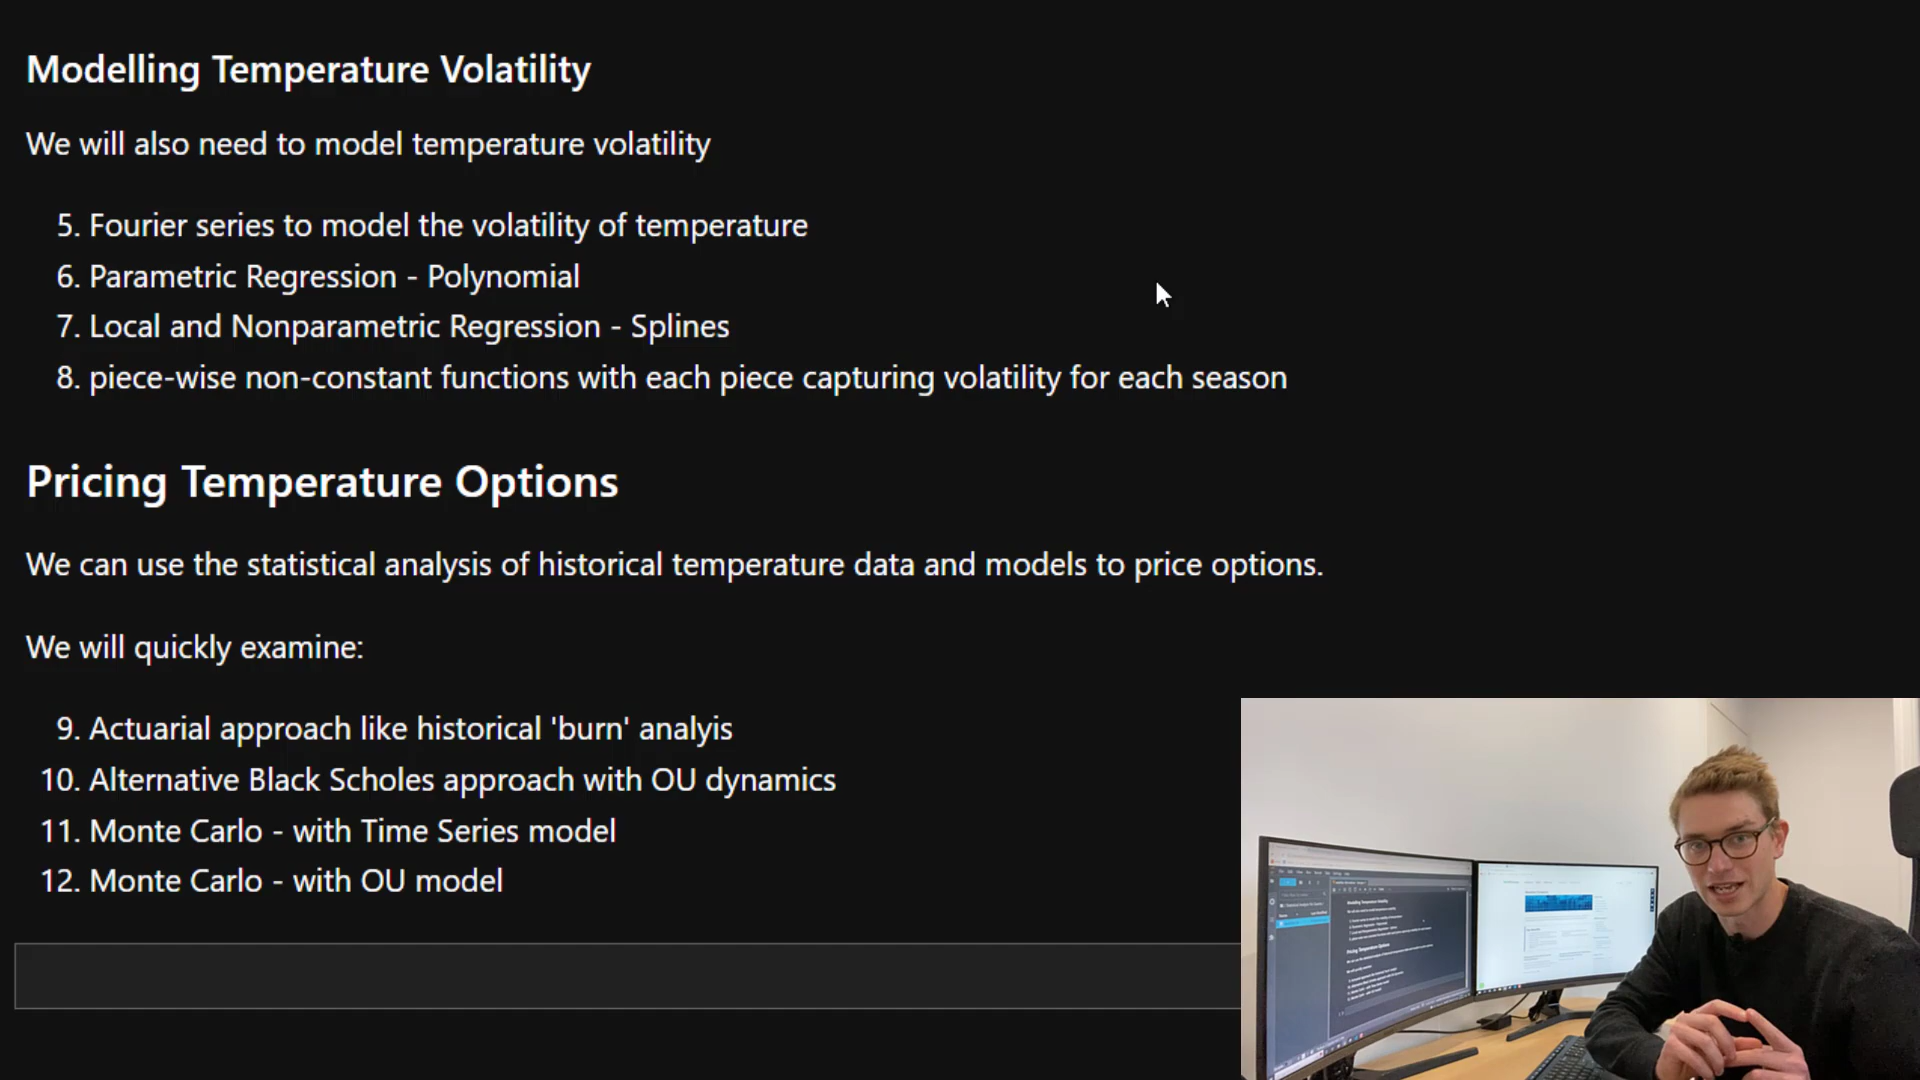 Modelling Temperature Volatility
We will also need to model temperature volatility
5. Fourier series to model the volatility of temperature
6. Parametric Regression - Polynomial
7. Local and Nonparametric Regression - Splines
8. piece-wise non-constant functions with each piece capturing volatility for each season
Pricing Temperature Options
We can use the statistical analysis of historical temperature data and models to price options.
We will quickly examine:
9. Actuarial approach like historical 'burn' analyis
10. Alternative Black Scholes approach with OU dynamics
11. Monte Carlo - with Time Series model
12. Monte Carlo - with OU model